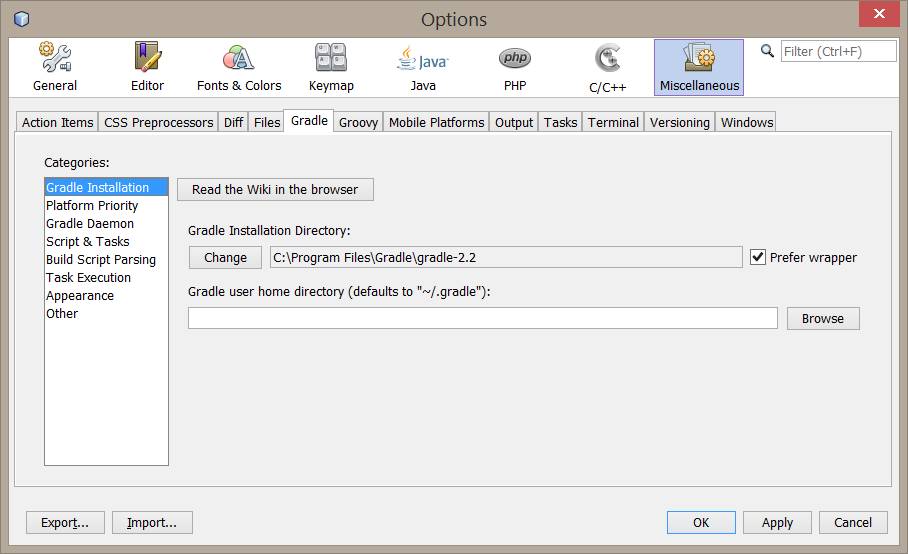 Options
General Editor Fonts & Colors Keymap Java PHP C/C++ Miscellaneous Filter (Ctrl+F)
A Q W S
Java
php
C
Action Items CSS Preprocessors Diff Files Gradle Groovy Mobile Platforms Output Tasks Terminal Versioning Windows
Categories:
Gradle Installation
Platform Priority
Gradle Daemon
Script & Tasks
Build Script Parsing
Task Execution
Appearance
Other
Read the Wiki in the browser
Gradle Installation Directory:
Change C:\Program Files\Gradle\gradle-2.2 Prefer wrapper
Gradle user home directory (defaults to "~/.gradle"):
Browse
Export... Import... OK Apply Cancel